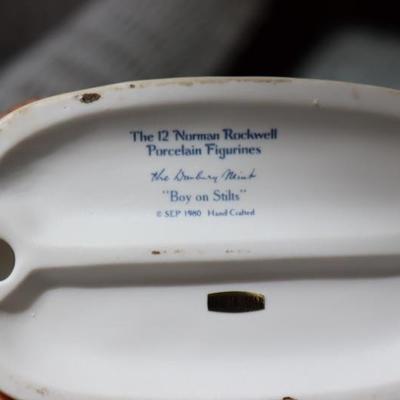 The 12 Norman Rockwell
Porcelain Figurines
the Danbury Mint
"Boy on Stilts"
© SEP 1980 Hand Crafted